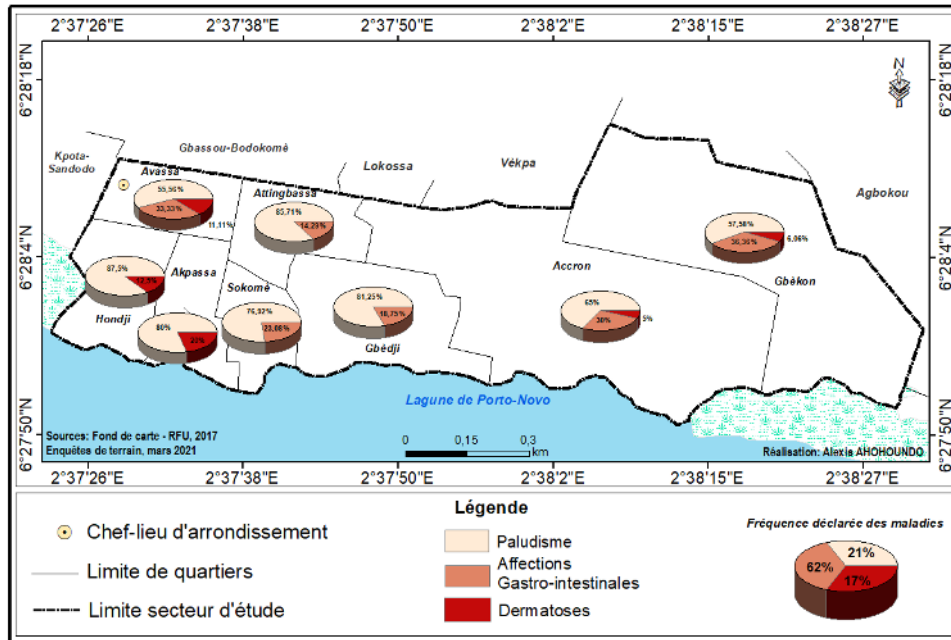 2°37'26"E 2°37'38"E 2°37'50"E 2°38'2"E 2°38'15"E 2°38'27"E
6°28'18"N 6°28'18"N
N
Kpota-
Sandodo
Gbassou-Bodokomè
Lokossa
Vékpa
Agbokou
Avassa
55,56%
33,33%
11,11%
Attingbassa
85,71%
14,29%
57,58%
36,36%
6,06%
Gbèkon
6°28'4"N 6°28'4"N
87,5%
12,5%
Hondji
Akpassa
80%
20%
Sokomè
76,92%
23,08%
81,25%
18,75%
Gbèdji
Accron
65%
30%
5%
Lagune de Porto-Novo
6°27'50"N 6°27'50"N
Sources: Fond de carte - RFU, 2017
Enquêtes de terrain, mars 2021
0 0,15 0,3
km
Réalisation: Alexis AHOHOUNDO
2°37'26"E 2°37'38"E 2°37'50"E 2°38'2"E 2°38'15"E 2°38'27"E
Légende
Chef-lieu d'arrondissement
Limite de quartiers
Limite secteur d'étude
Paludisme
Affections
Gastro-intestinales
Dermatoses
Fréquence déclarée des maladies
21%
62%
17%